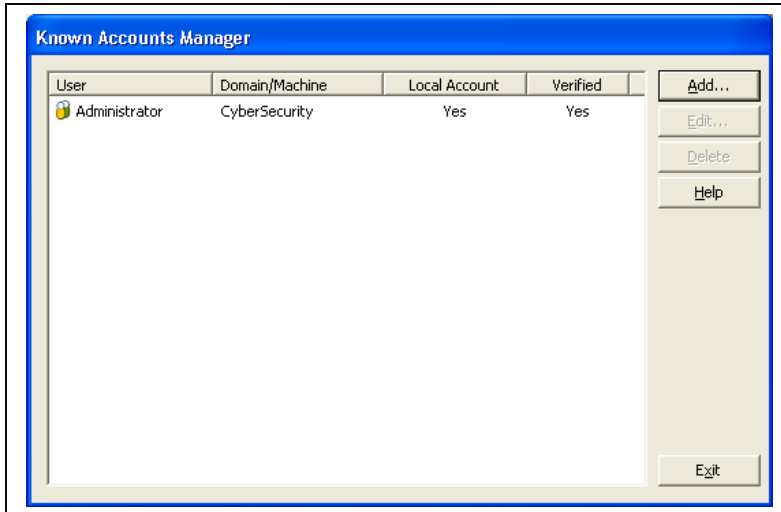 Known Accounts Manager
User Domain/Machine Local Account Verified Add...
Administrator CyberSecurity Yes Yes
Edit...
Delete
Help
Exit